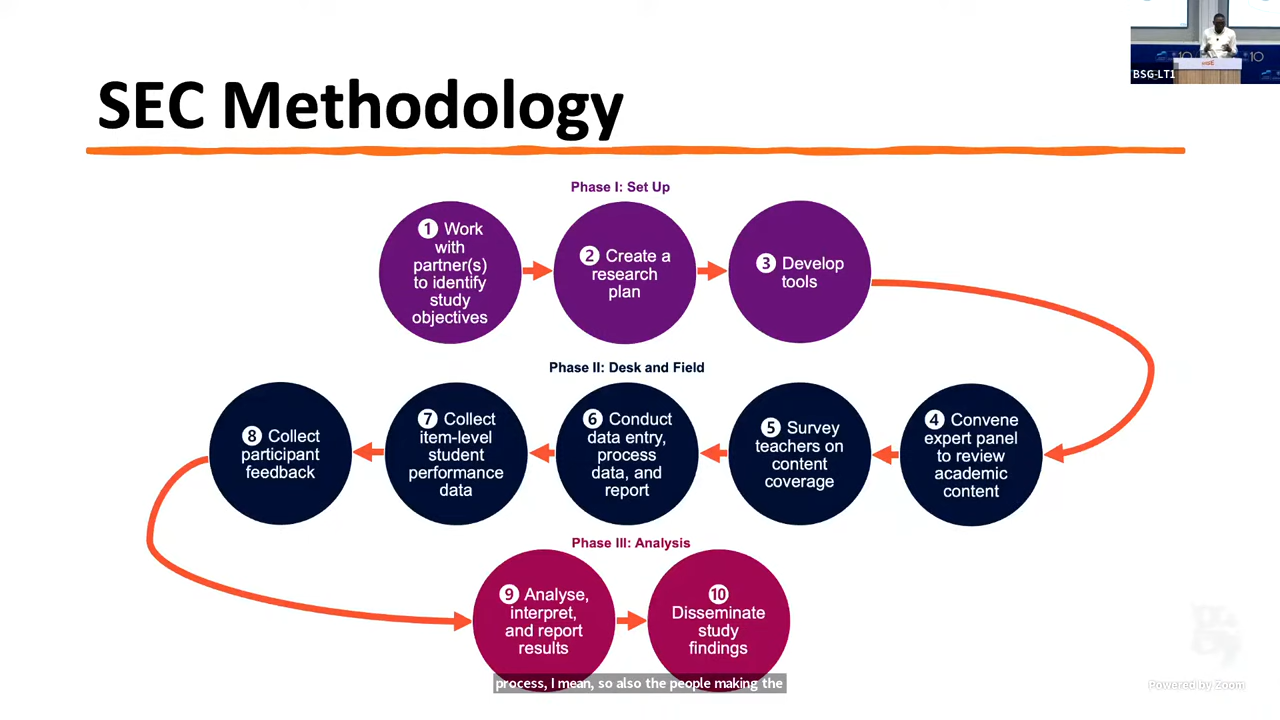 BSG-LT1
SEC Methodology
Phase I: Set Up
1 Work
with
partner(s)
to identify
study
objectives
2 Create a
research
plan
3 Develop
tools
Phase II: Desk and Field
4 Convene
expert panel
to review
academic
content
5 Survey
teachers on
content
coverage
6 Conduct
data entry,
process
data, and
report
7 Collect
item-level
student
performance
data
8 Collect
participant
feedback
Phase III: Analysis
9 Analyse,
interpret,
and report
results
10
Disseminate
study
findings
process, I mean, so also the people making the
Powered by Zoom